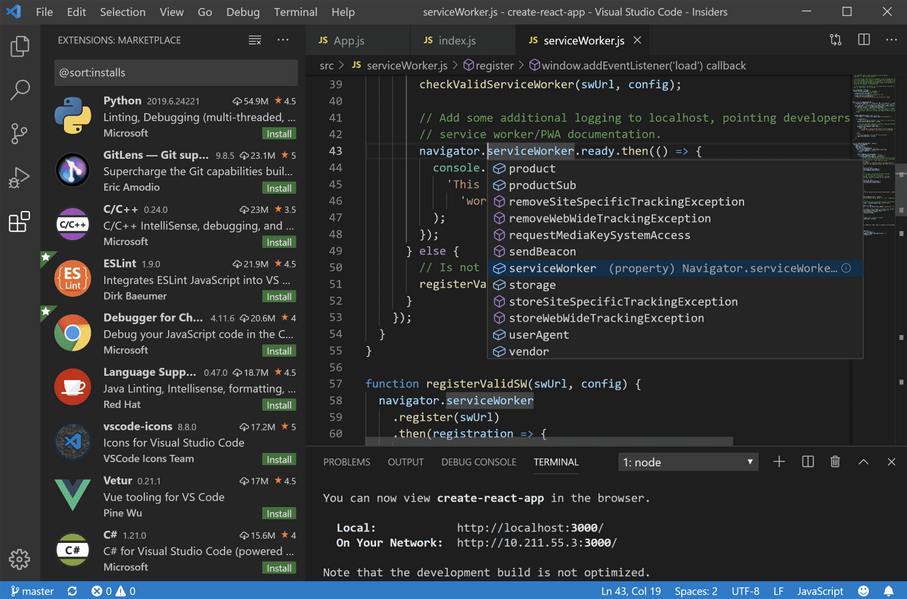 File Edit Selection View Go Debug Terminal Help serviceWorker.js - create-react-app - Visual Studio Code - Insiders
EXTENSIONS: MARKETPLACE
@sort:installs
Python 2019.6.24221 54.9M 4.5
Linting, Debugging (multi-threaded, ...
Microsoft Install
GitLens — Git sup... 9.8.5 23.1M 5
Supercharge the Git capabilities buil...
Eric Amodio Install
C/C++
C/C++ 0.24.0 23M 3.5
C/C++ IntelliSense, debugging, and ...
Microsoft Install
ES
ESLint 1.9.0 21.9M 4.5
Integrates ESLint JavaScript into VS ...
Dirk Baeumer Install
Debugger for Ch... 4.11.6 20.6M 4
Debug your JavaScript code in the C...
Microsoft Install
Language Supp... 0.47.0 18.7M 4.5
Java Linting, Intellisense, formatting, ...
Red Hat Install
vscode-icons 8.8.0 17.2M 5
Icons for Visual Studio Code
VSCode Icons Team Install
Vetur 0.21.1 17M 4.5
Vue tooling for VS Code
Pine Wu Install
C#
C# 1.21.0 15.6M 4
C# for Visual Studio Code (powered ...
Microsoft Install
JS App.js JS index.js JS serviceWorker.js
src > JS serviceWorker.js > register > window.addEventListener('load') callback
39 checkValidServiceWorker(swUrl, config);
40
41 // Add some additional logging to localhost, pointing developers
42 // service worker/PWA documentation.
43 navigator.serviceWorker.ready.then(() => {
44 console.
45 'This
46 'wor
47 );
48 });
49 } else {
50 // Is not
51 registerVa
52 }
53 });
54 }
55 }
56
57 function registerValidSW(swUrl, config) {
58 navigator.serviceWorker
59 .register(swUrl)
60 .then(registration => {
product
productSub
removeSiteSpecificTrackingException
removeWebWideTrackingException
requestMediaKeySystemAccess
sendBeacon
serviceWorker (property) Navigator.serviceWorke...
storage
storeSiteSpecificTrackingException
storeWebWideTrackingException
userAgent
vendor
PROBLEMS OUTPUT DEBUG CONSOLE TERMINAL 1: node
You can now view create-react-app in the browser.
Local: http://localhost:3000/
On Your Network: http://10.211.55.3:3000/
Note that the development build is not optimized.
master 0 0 Ln 43, Col 19 Spaces: 2 UTF-8 LF JavaScript